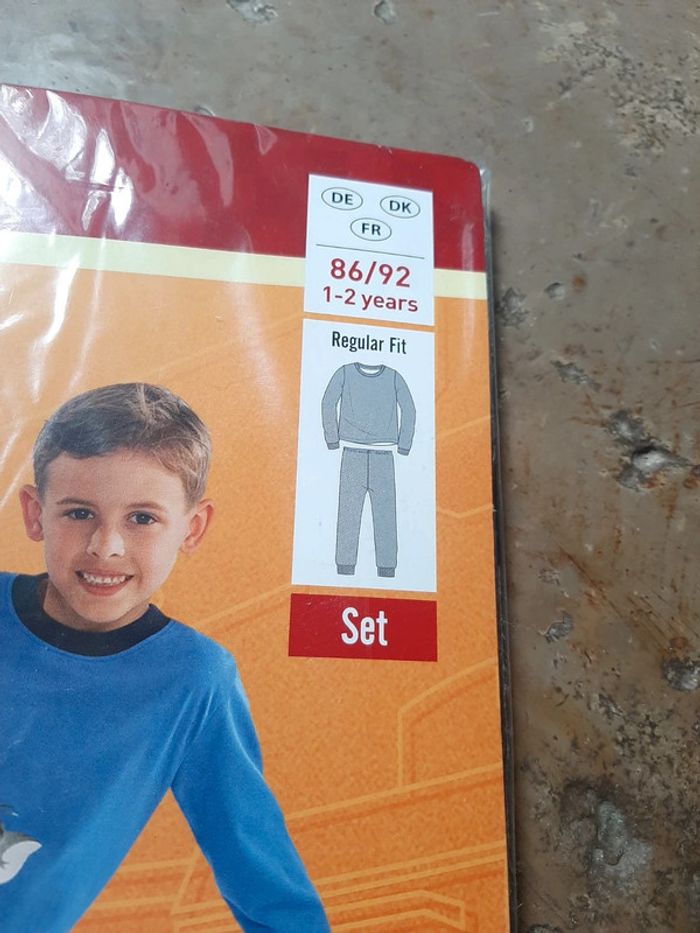 DE
DK
FR
86/92
1-2 years
Regular Fit
Set